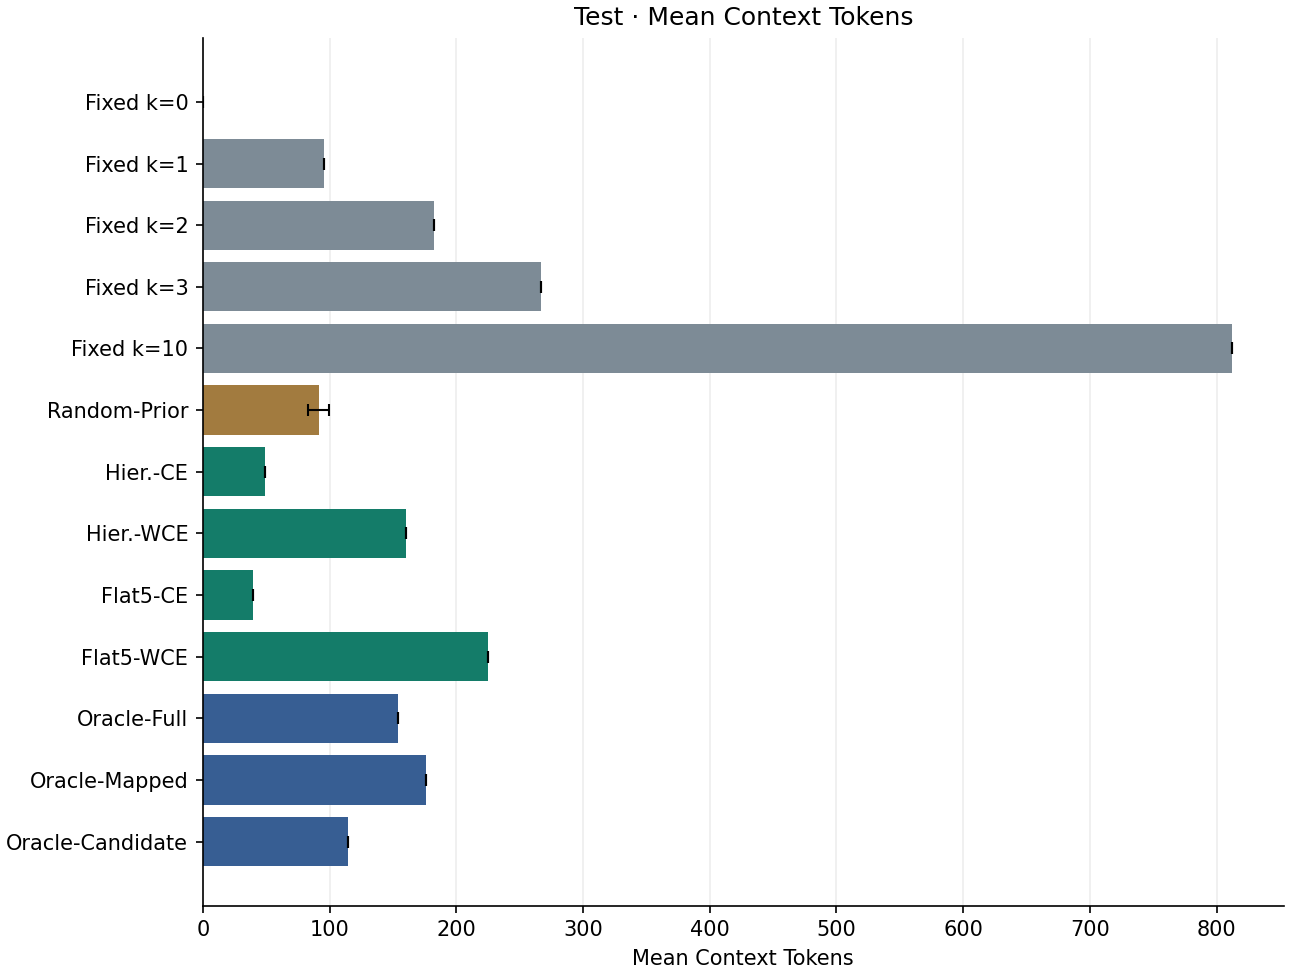 Test · Mean Context Tokens
Fixed k=0
Fixed k=1
Fixed k=2
Fixed k=3
Fixed k=10
Random-Prior
Hier.-CE
Hier.-WCE
Flat5-CE
Flat5-WCE
Oracle-Full
Oracle-Mapped
Oracle-Candidate
0 100 200 300 400 500 600 700 800
Mean Context Tokens